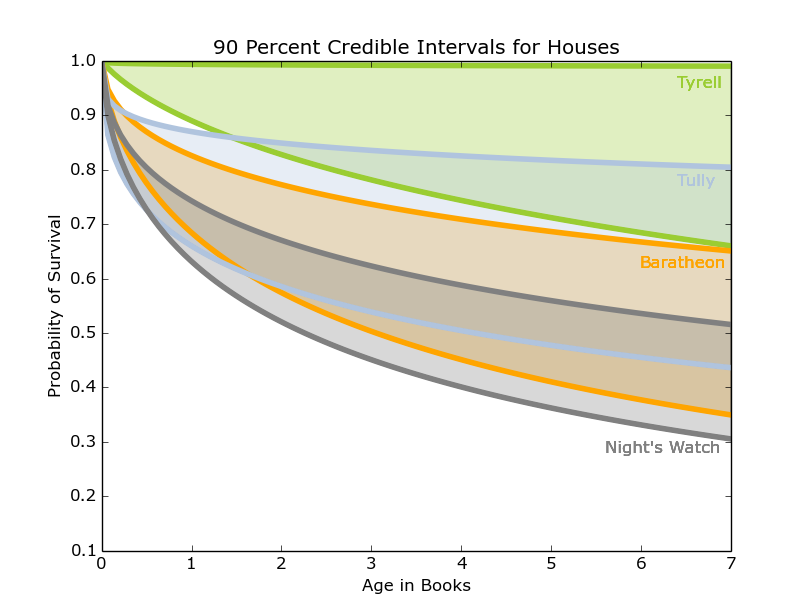 90 Percent Credible Intervals for Houses
1.0
0.9
0.8
0.7
0.6
0.5
0.4
0.3
0.2
0.1
Probability of Survival
Tyrell
Tully
Baratheon
Night's Watch
0 1 2 3 4 5 6 7
Age in Books